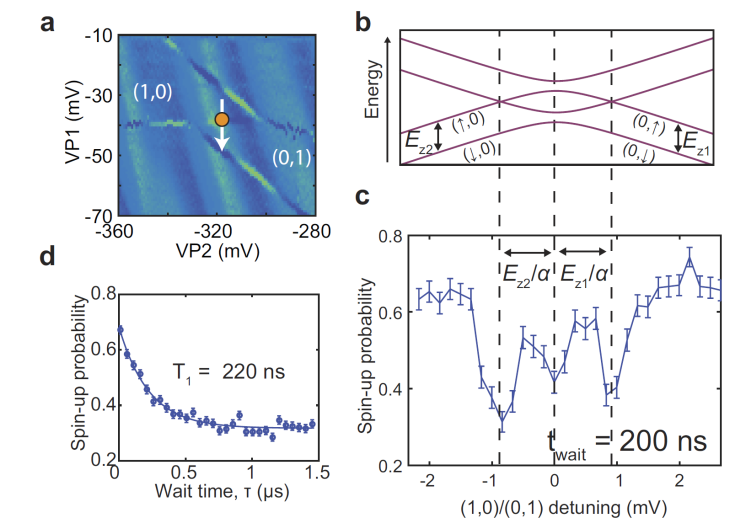 a
-10
-30
-50
-70
VP1 (mV)
(1,0)
(0,1)
-360
-320
-280
VP2 (mV)
b
Energy
(↑,0)
(↓,0)
(0,↑)
(0,↓)
Ez2
Ez1
c
0.8
0.6
0.4
0.2
Spin-up probability
Ez2/α
Ez1/α
twait = 200 ns
-2
-1
0
1
2
(1,0)/(0,1) detuning (mV)
d
0.8
0.6
0.4
0.2
Spin-up probability
T1 = 220 ns
0
0.5
1.0
1.5
Wait time, τ (μs)